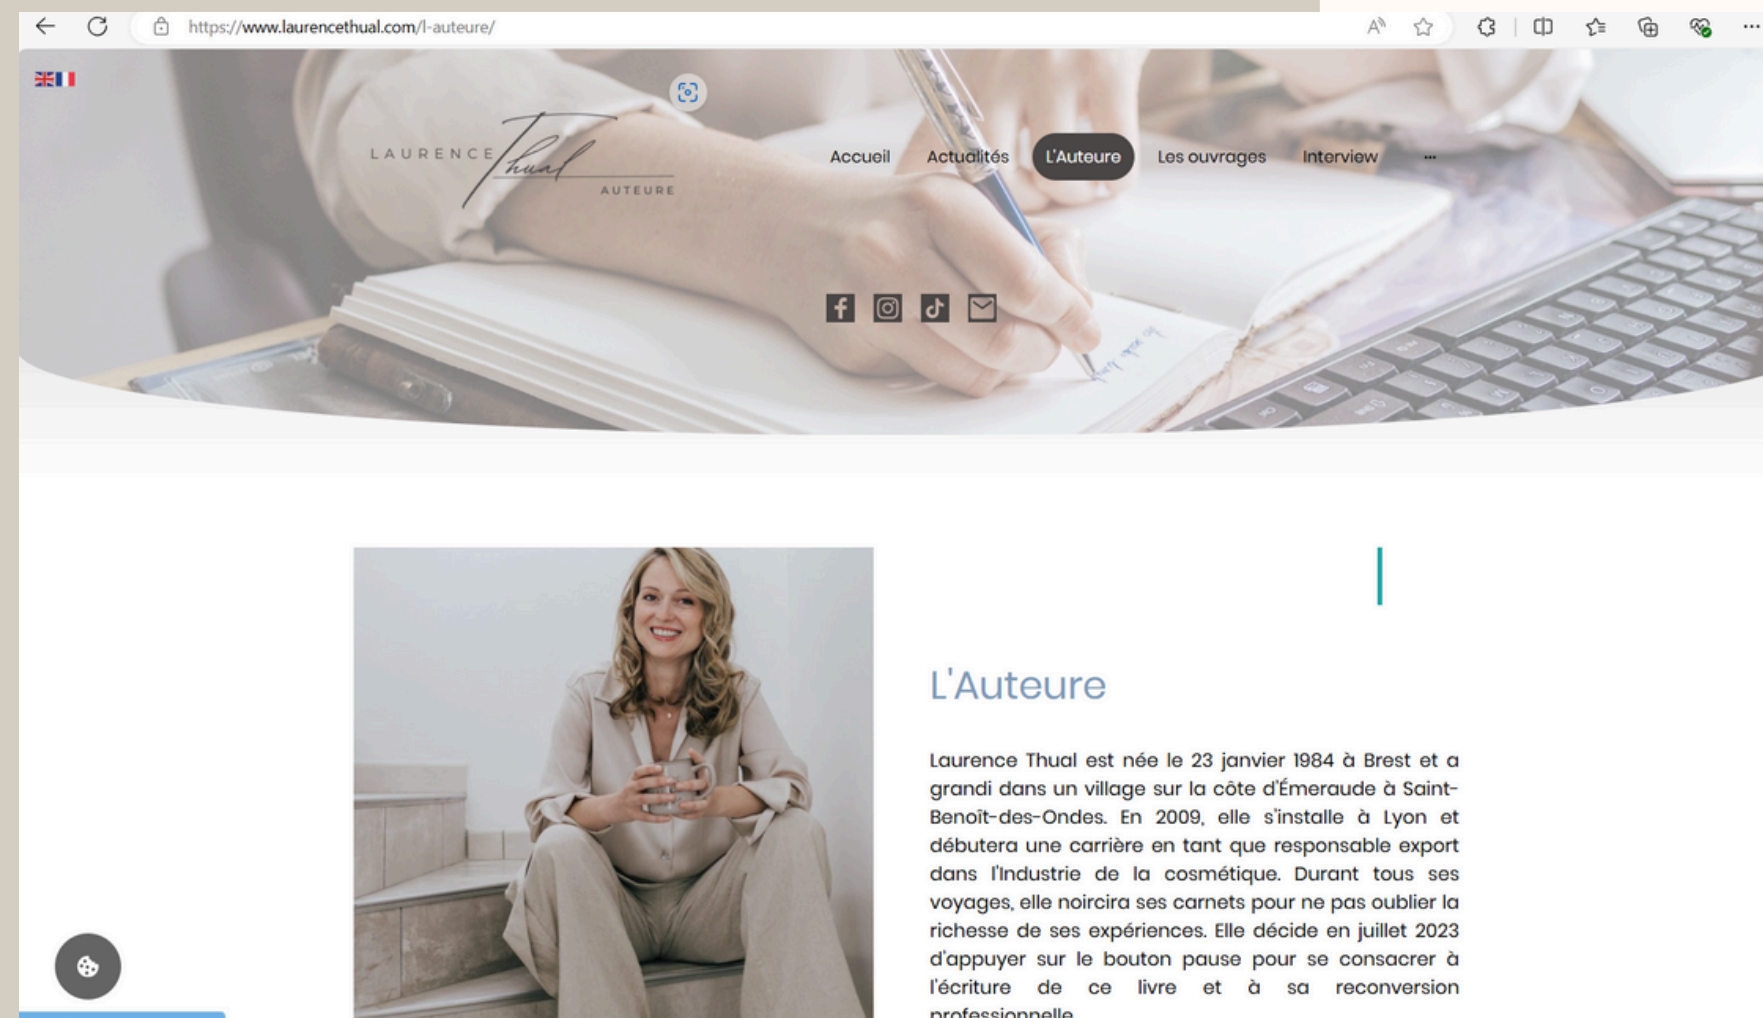 https://www.laurencethual.com/l-auteure/
LAURENCE Thual
AUTEURE
Accueil Actualités L'Auteure Les ouvrages Interview ...
L'Auteure
Laurence Thual est née le 23 janvier 1984 à Brest et a
grandi dans un village sur la côte d'Émeraude à Saint-
Benoît-des-Ondes. En 2009, elle s'installe à Lyon et
débutera une carrière en tant que responsable export
dans l'Industrie de la cosmétique. Durant tous ses
voyages, elle noircira ses carnets pour ne pas oublier la
richesse de ses expériences. Elle décide en juillet 2023
d'appuyer sur le bouton pause pour se consacrer à
l'écriture de ce livre et à sa reconversion
professionnelle